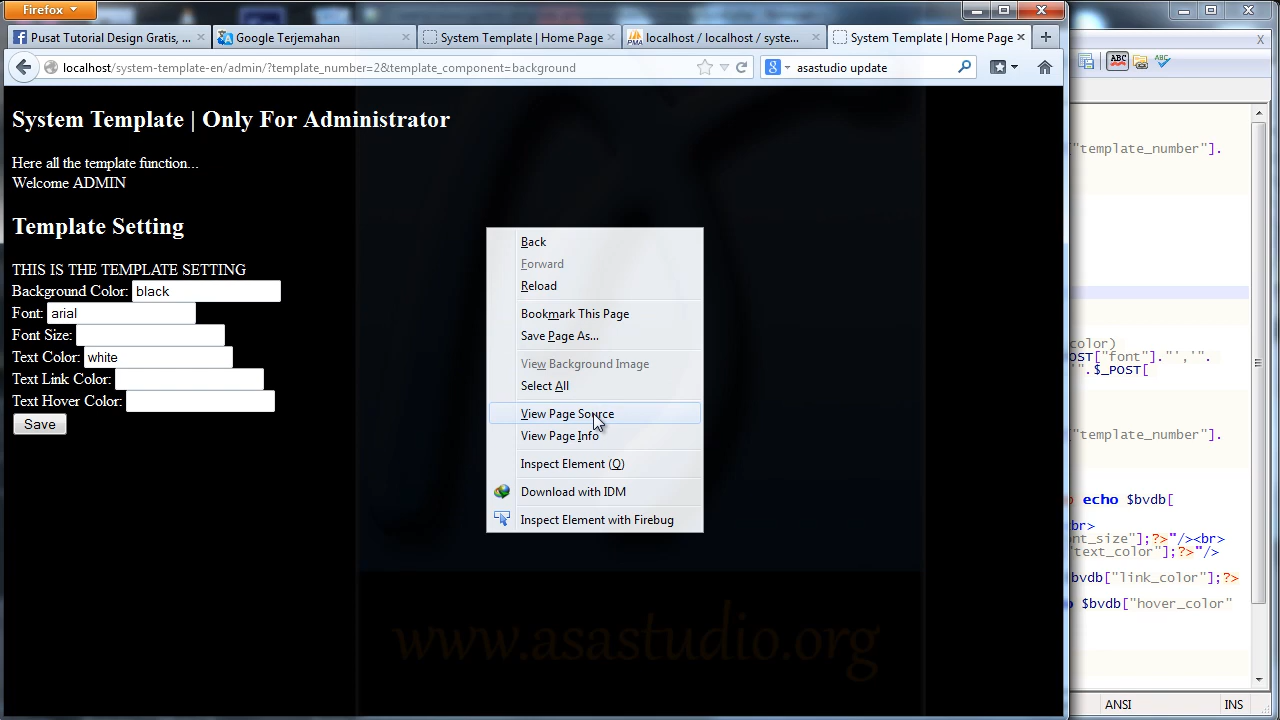 Firefox
Pusat Tutorial Design Gratis, ...
Google Terjemahan
System Template | Home Page
localhost / localhost / syste...
System Template | Home Page
localhost/system-template-on/admin/?template_number=2template_component=background
asastudio update
System Template | Only For Administrator
Here all the template function...
Welcome ADMIN
Template Setting
THIS IS THE TEMPLATE SETTING
Background Color: black
Font: arial
Font Size:
Text Color: white
Text Link Color:
Text Hover Color:
Save
Back
Forward
Reload
Bookmark This Page
Save Page As...
View Background Image
Select All
View Page Source
View Page Info
Inspect Element (Q)
Download with IDM
Inspect Element with Firebug
www.asastudio.org
ABC
ABC
"template_number"].
color)
OST["font"]."','".
'".$_POST[
"template_number"].
echo $bvdb[
<br>
nt_size"];?>"/><br>
"text_color"];?>"/>
bvdb["link_color"];?>
$bvdb["hover_color"
ANSI
INS